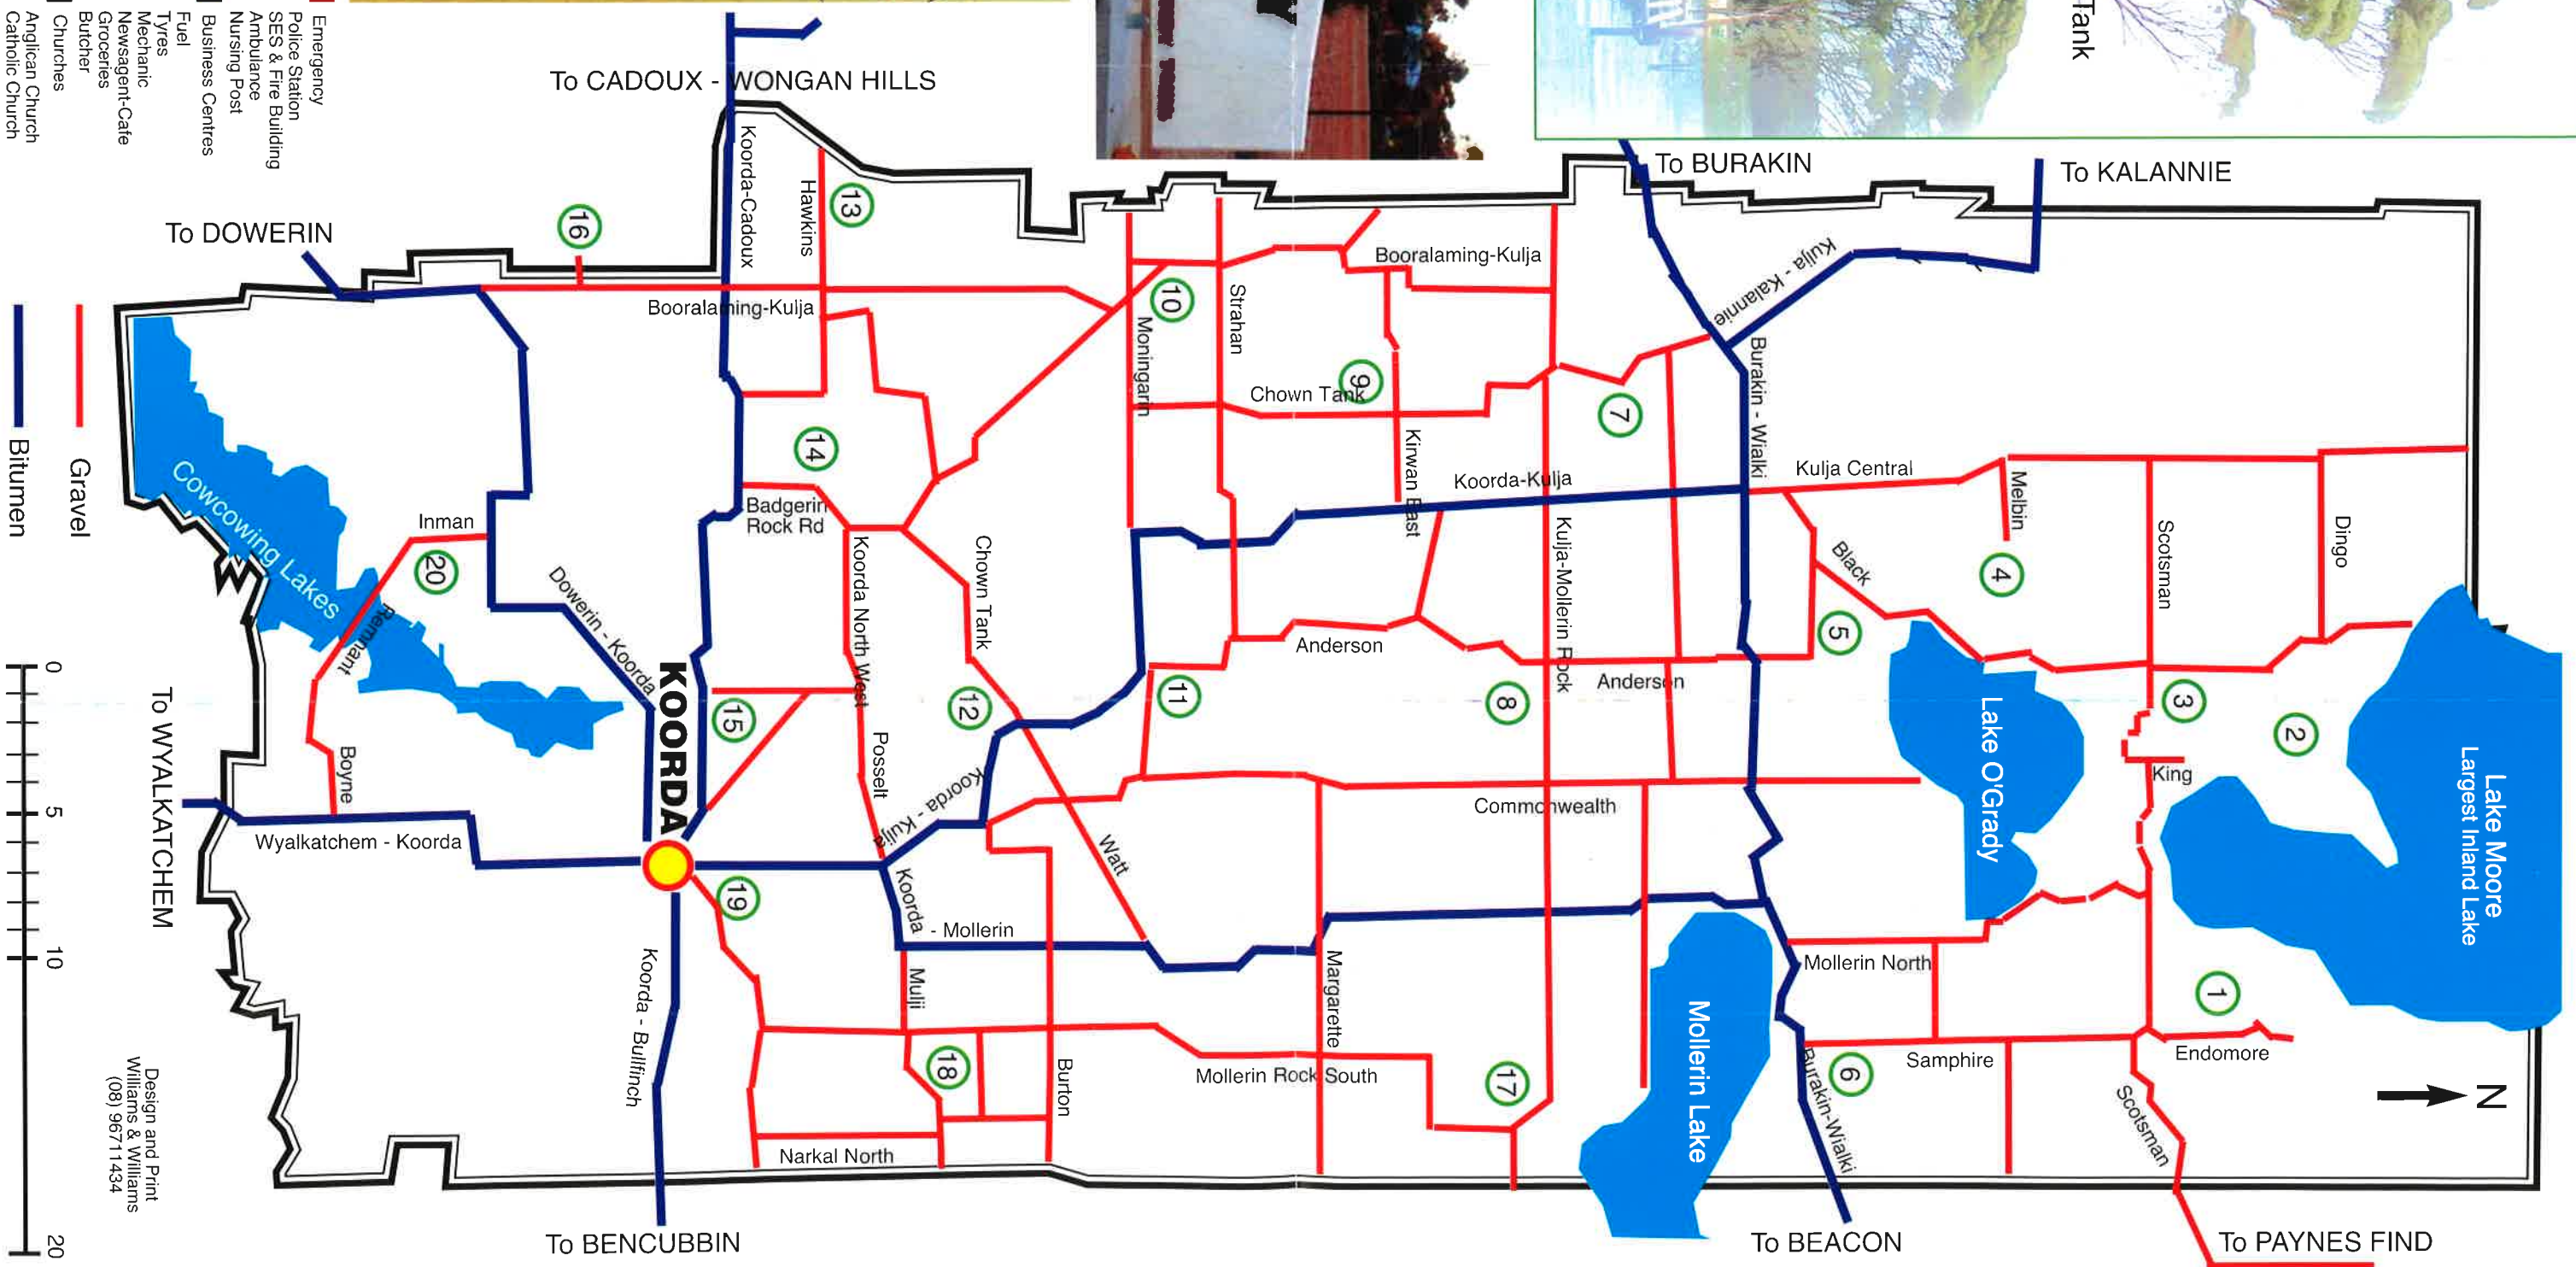 Tank
Emergency
Police Station
SES & Fire Building
Ambulance
Nursing Post
Business Centres
Fuel
Tyres
Mechanic
Newsagent-Cafe
Groceries
Butcher
Churches
Anglican Church
Catholic Church
To CADOUX - WONGAN HILLS
To BURAKIN
To KALANNIE
To DOWERIN
16
13
Koorda-Cadoux
Hawkins
Booralaming-Kulja
Booralaming-Kulja
Kulja - Kalannie
10
Moningarin
Strahan
9
Chown Tank
7
Burakin - Wialki
Gravel
Bitumen
Cowcowing Lakes
14
Badgerin
Rock Rd
Kirwan East
Koorda-Kulja
Kulja Central
Melbin
Scotsman
Dingo
Inman
20
Remnant
Dowerin - Koorda
Koorda North West
Chown Tank
Kulja-Mollerin Rock
Black
4
5
Anderson
Anderson
KOORDA
15
12
11
8
3
2
Lake O'Grady
Lake Moore
Largest Inland Lake
King
To WYALKATCHEM
Boyne
Posselt
Koorda - Kulja
Commonwealth
Wyalkatchem - Koorda
Watt
19
Koorda - Mollerin
Mulji
Margarette
Mollerin North
1
Koorda - Bullfinch
Mollerin Lake
18
Burton
Mollerin Rock South
17
Burakin-Wialki
6
Samphire
Endomore
Scotsman
N
Narkal North
Design and Print
Williams & Williams
(08) 96711434
To BENCUBBIN
To BEACON
To PAYNES FIND
0
5
10
20